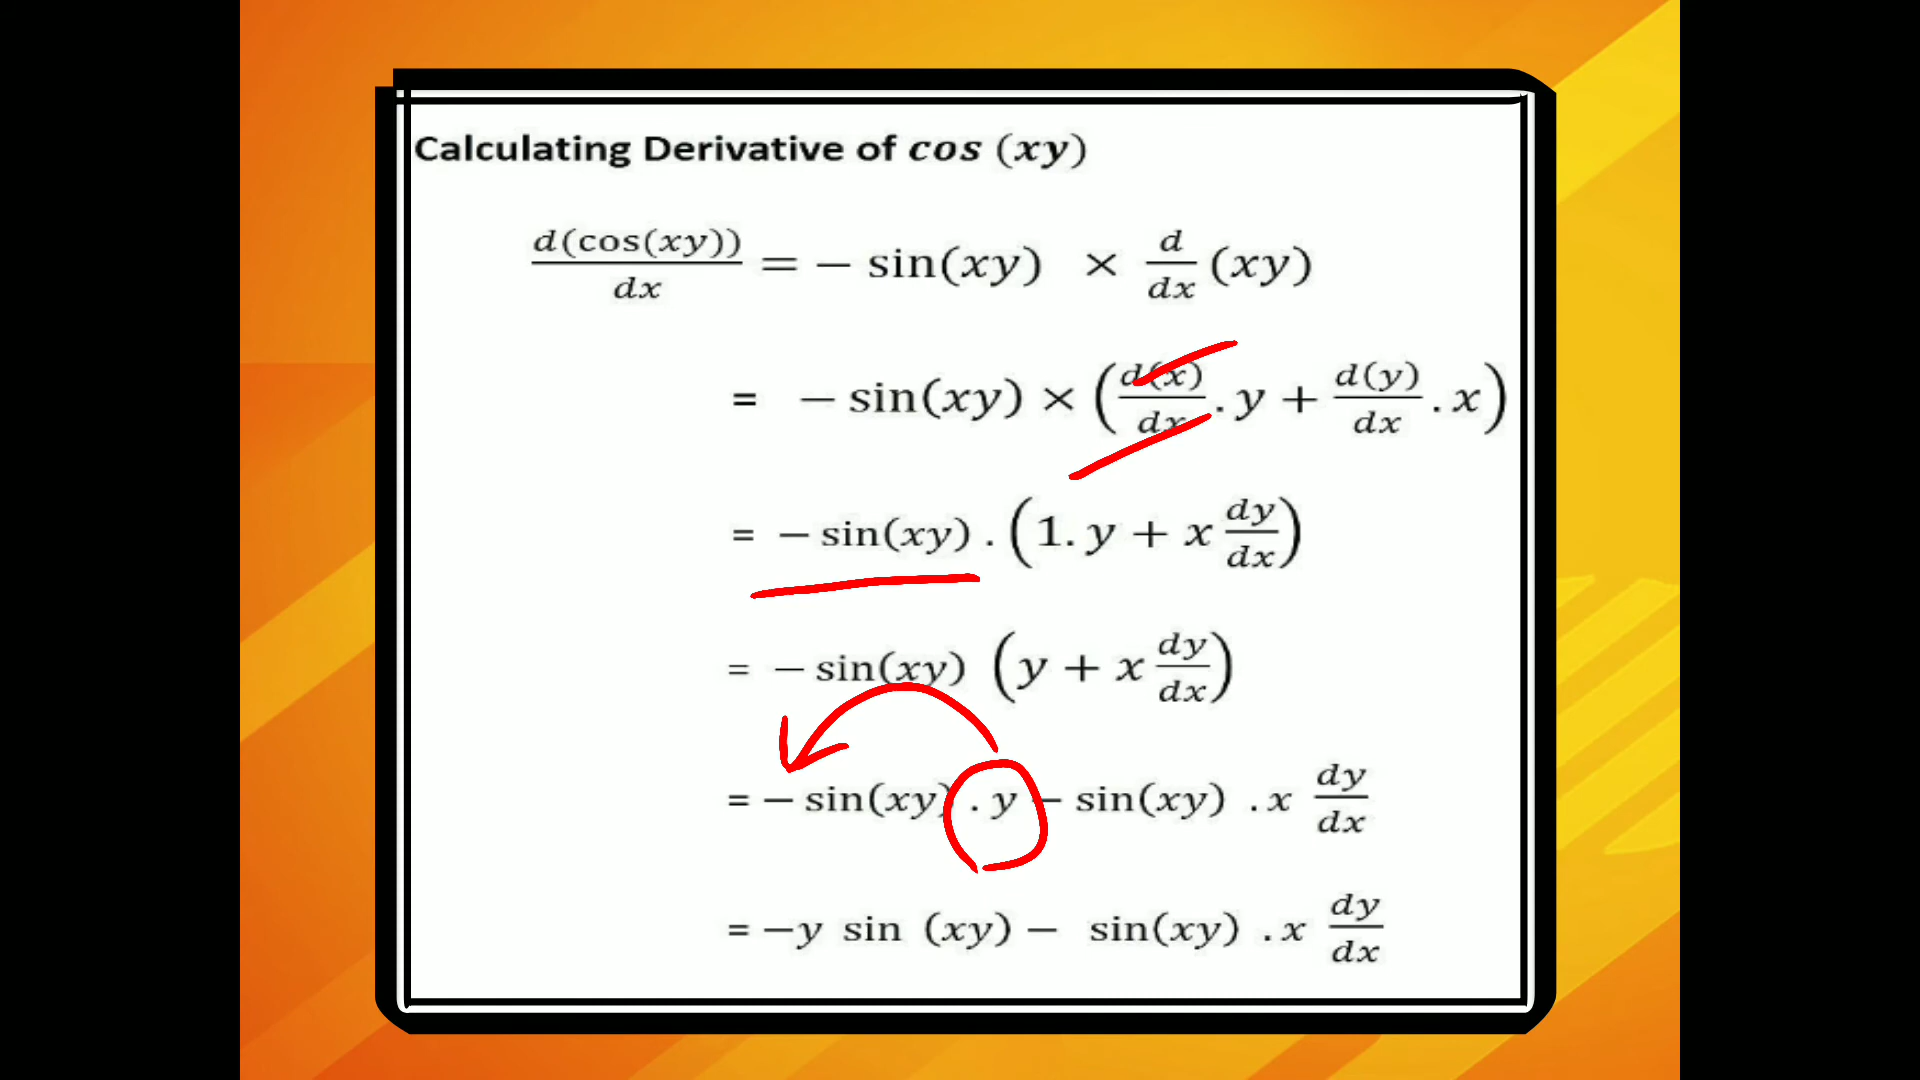 Calculating Derivative of cos (xy)
d(cos(xy))/dx = − sin(xy) × d/dx (xy)
= − sin(xy) × (d(x)/dx . y + d(y)/dx . x)
= − sin(xy) . (1. y + x dy/dx)
= − sin(xy) (y + x dy/dx)
= − sin(xy) . y − sin(xy) . x dy/dx
= −y sin (xy) − sin(xy) . x dy/dx